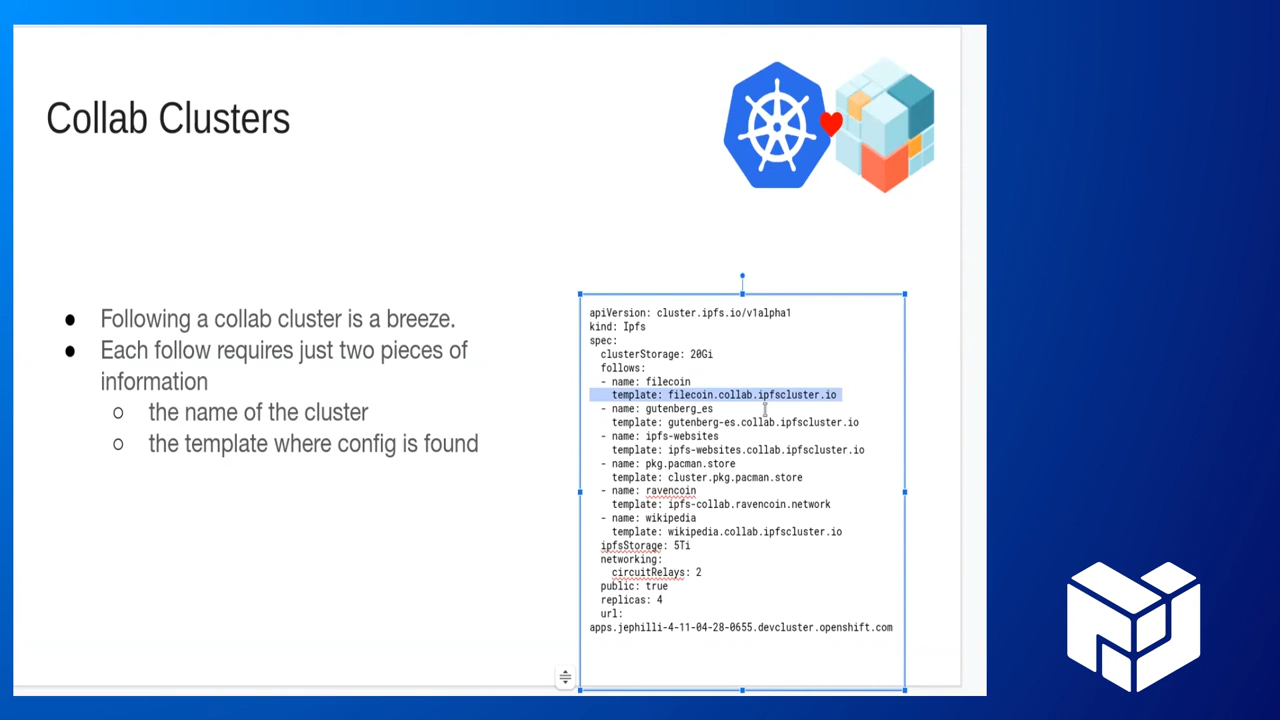 Collab Clusters
● Following a collab cluster is a breeze.
● Each follow requires just two pieces of
information
○ the name of the cluster
○ the template where config is found
apiVersion: cluster.ipfs.io/v1alpha1
kind: Ipfs
spec:
  clusterStorage: 20Gi
  follows:
  - name: filecoin
    template: filecoin.collab.ipfscluster.io
  - name: gutenberg_es
    template: gutenberg-es.collab.ipfscluster.io
  - name: ipfs-websites
    template: ipfs-websites.collab.ipfscluster.io
  - name: pkg.pacman.store
    template: cluster.pkg.pacman.store
  - name: ravencoin
    template: ipfs-collab.ravencoin.network
  - name: wikipedia
    template: wikipedia.collab.ipfscluster.io
  ipfsStorage: 5Ti
  networking:
    circuitRelays: 2
  public: true
  replicas: 4
  url:
apps.jephilli-4-11-04-28-0655.devcluster.openshift.com